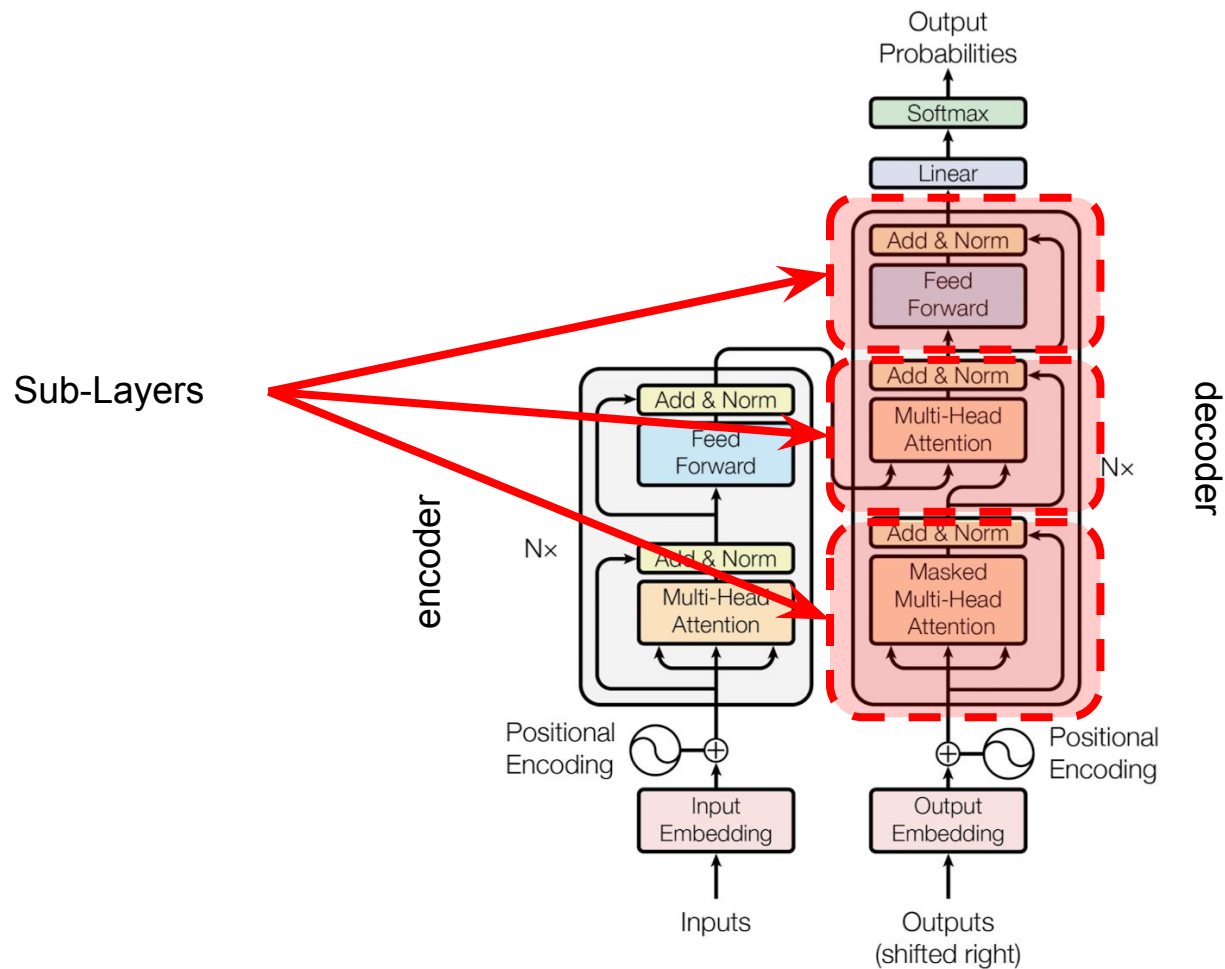 Output
Probabilities
Softmax
Linear
Add & Norm
Feed
Forward
Add & Norm
Multi-Head
Attention
Nx
Add & Norm
Masked
Multi-Head
Attention
decoder
Sub-Layers
encoder
Add & Norm
Feed
Forward
Nx
Add & Norm
Multi-Head
Attention
Positional
Encoding
Input
Embedding
Inputs
Positional
Encoding
Output
Embedding
Outputs
(shifted right)